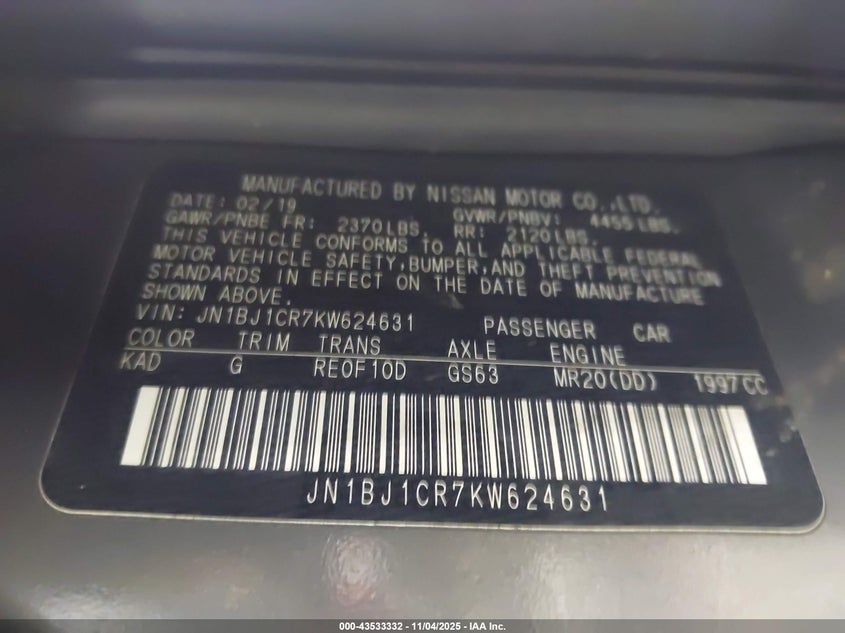 MANUFACTURED BY NISSAN MOTOR CO.,LTD.
DATE: 02/19 GVWR/PNBV: 4455 LBS.
GAWR/PNBE FR: 2370LBS. RR: 2120LBS.
THIS VEHICLE CONFORMS TO ALL APPLICABLE FEDERAL
MOTOR VEHICLE SAFETY,BUMPER,AND THEFT PREVENTION
STANDARDS IN EFFECT ON THE DATE OF MANUFACTURE
SHOWN ABOVE.
VIN: JN1BJ1CR7KW624631 PASSENGER CAR
COLOR TRIM TRANS AXLE ENGINE
KAD G RE0F10D GS63 MR20(DD) 1997CC
JN1BJ1CR7KW624631
000-43533332 - 11/04/2025 - IAA Inc.